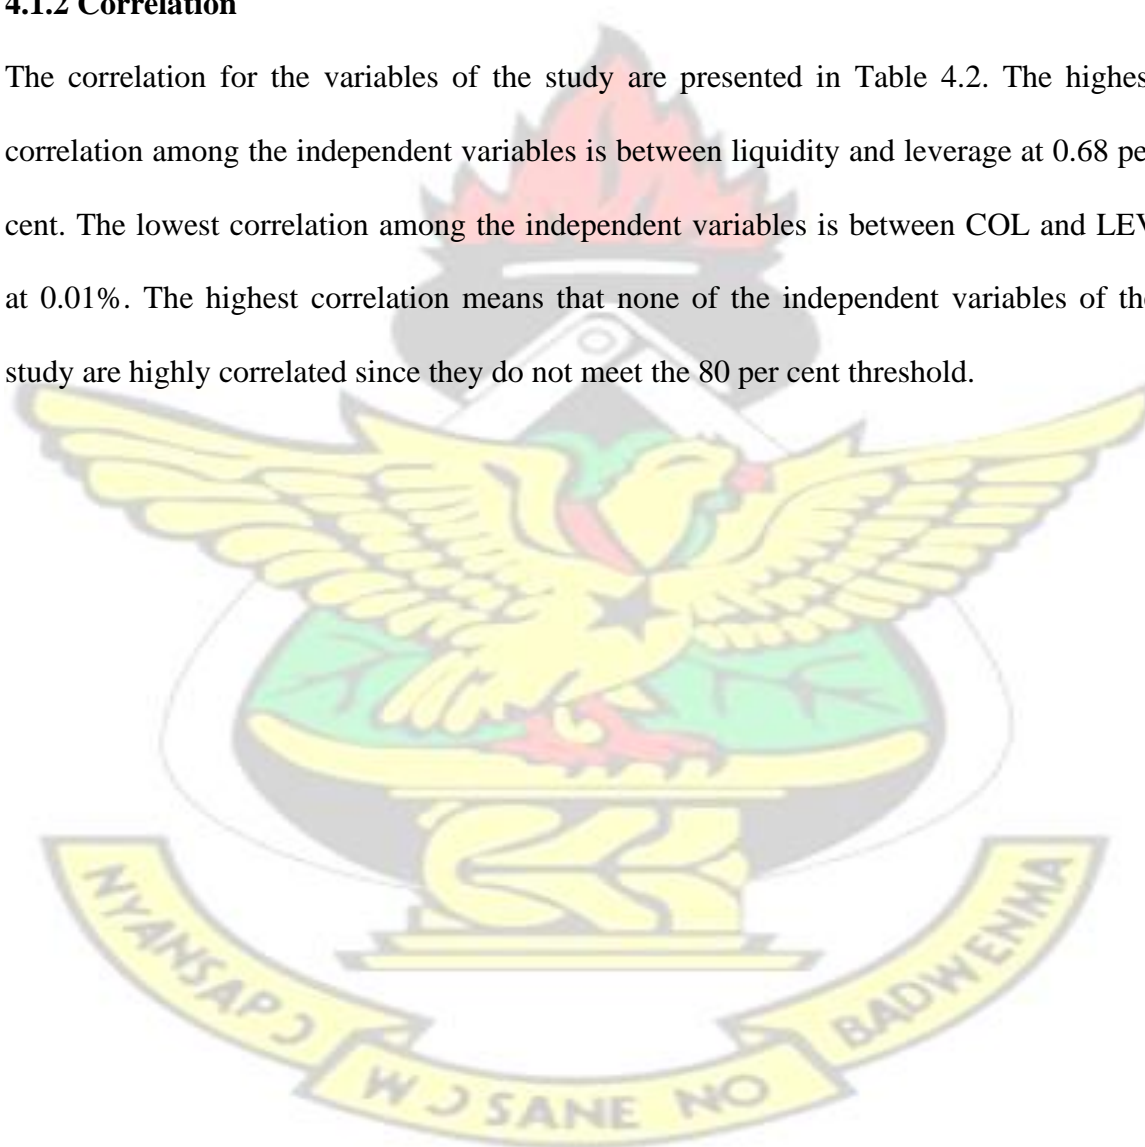 4.1.2 Correlation
The correlation for the variables of the study are presented in Table 4.2. The highes
correlation among the independent variables is between liquidity and leverage at 0.68 pe
cent. The lowest correlation among the independent variables is between COL and LEV
at 0.01%. The highest correlation means that none of the independent variables of the
study are highly correlated since they do not meet the 80 per cent threshold.
NYANSAPƆ
WƆSANE NO
BADWENMA